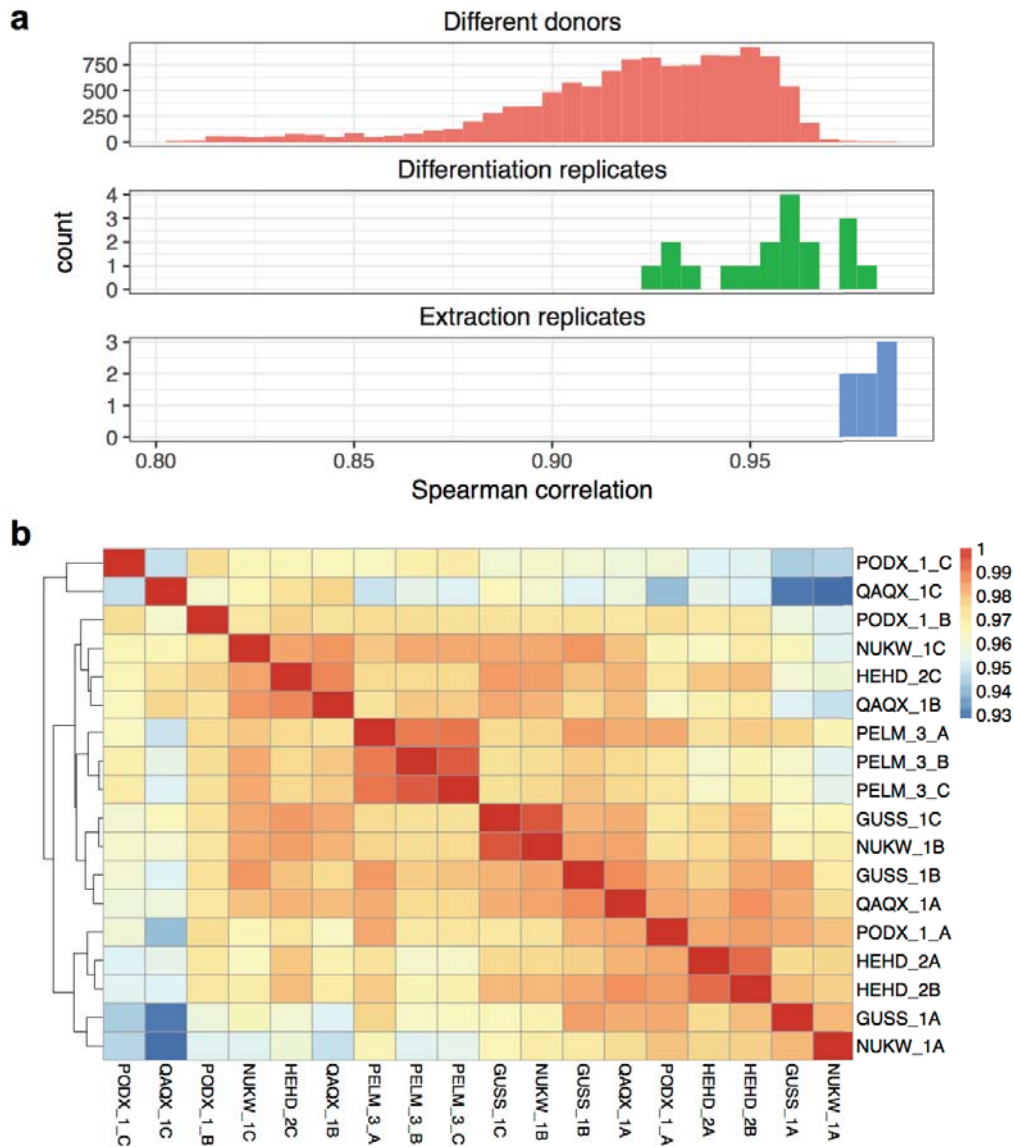 a
Different donors
750
500
250
0
Differentiation replicates
4
3
2
1
0
count
Extraction replicates
3
2
1
0
0.80 0.85 0.90 0.95
Spearman correlation
b
PODX_1_C
QAQX_1C
PODX_1_B
NUKW_1C
HEHD_2C
QAQX_1B
PELM_3_A
PELM_3_B
PELM_3_C
GUSS_1C
NUKW_1B
GUSS_1B
QAQX_1A
PODX_1_A
HEHD_2A
HEHD_2B
GUSS_1A
NUKW_1A
1
0.99
0.98
0.97
0.96
0.95
0.94
0.93
PODX_1_C
QAQX_1C
PODX_1_B
NUKW_1C
HEHD_2C
QAQX_1B
PELM_3_A
PELM_3_B
PELM_3_C
GUSS_1C
NUKW_1B
GUSS_1B
QAQX_1A
PODX_1_A
HEHD_2A
HEHD_2B
GUSS_1A
NUKW_1A